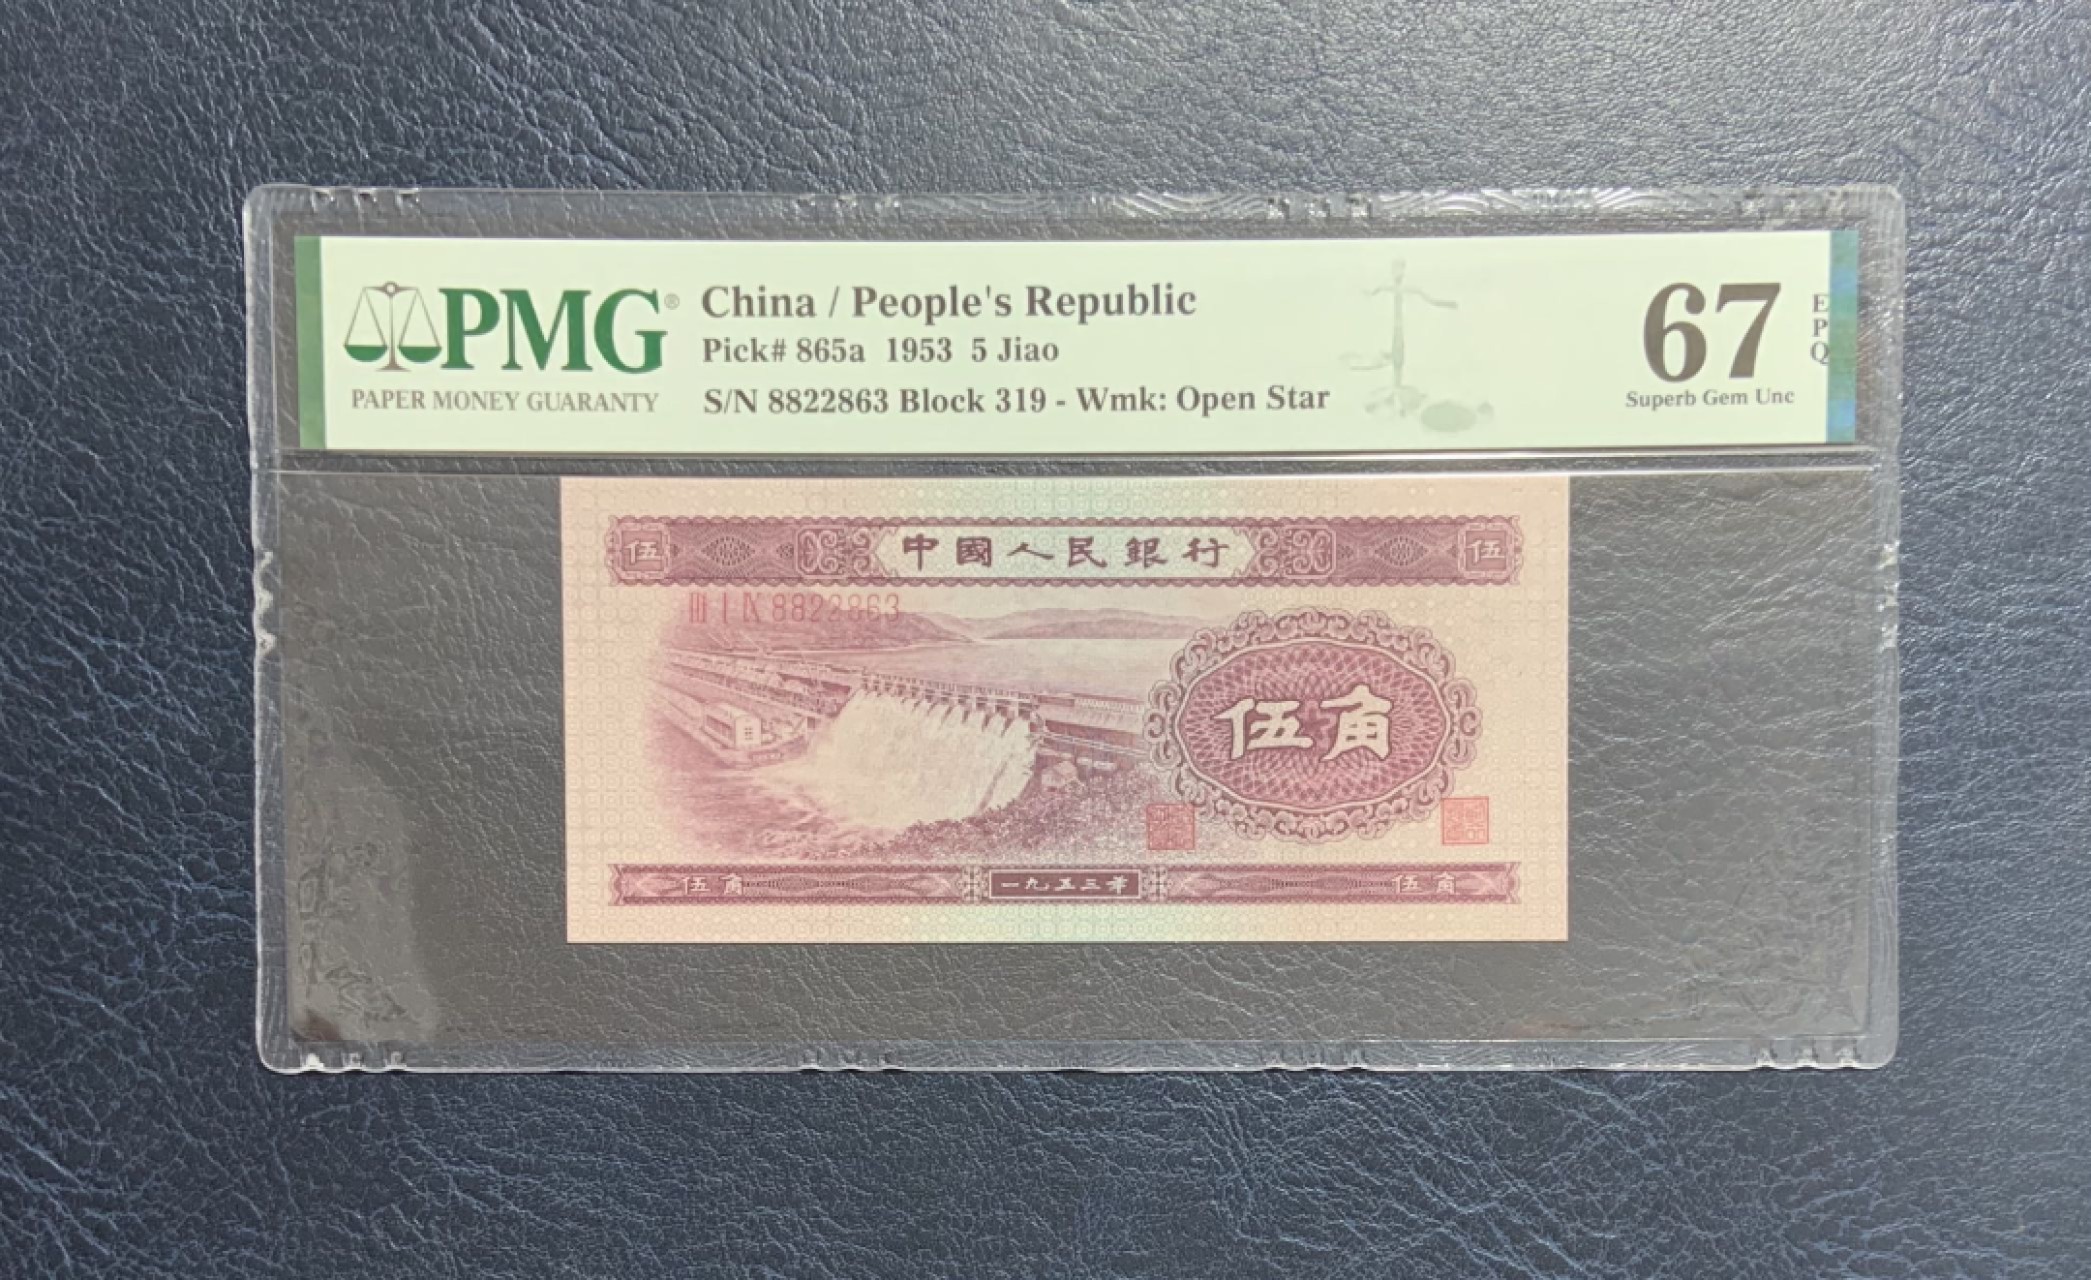 PMG®
PAPER MONEY GUARANTY
China / People's Republic
Pick# 865a 1953 5 Jiao
S/N 8822863 Block 319 - Wmk: Open Star
67
EPQ
Superb Gem Unc
伍 中國人民銀行 伍
III I IX 8822863
伍角
伍角 一九五三年 伍角